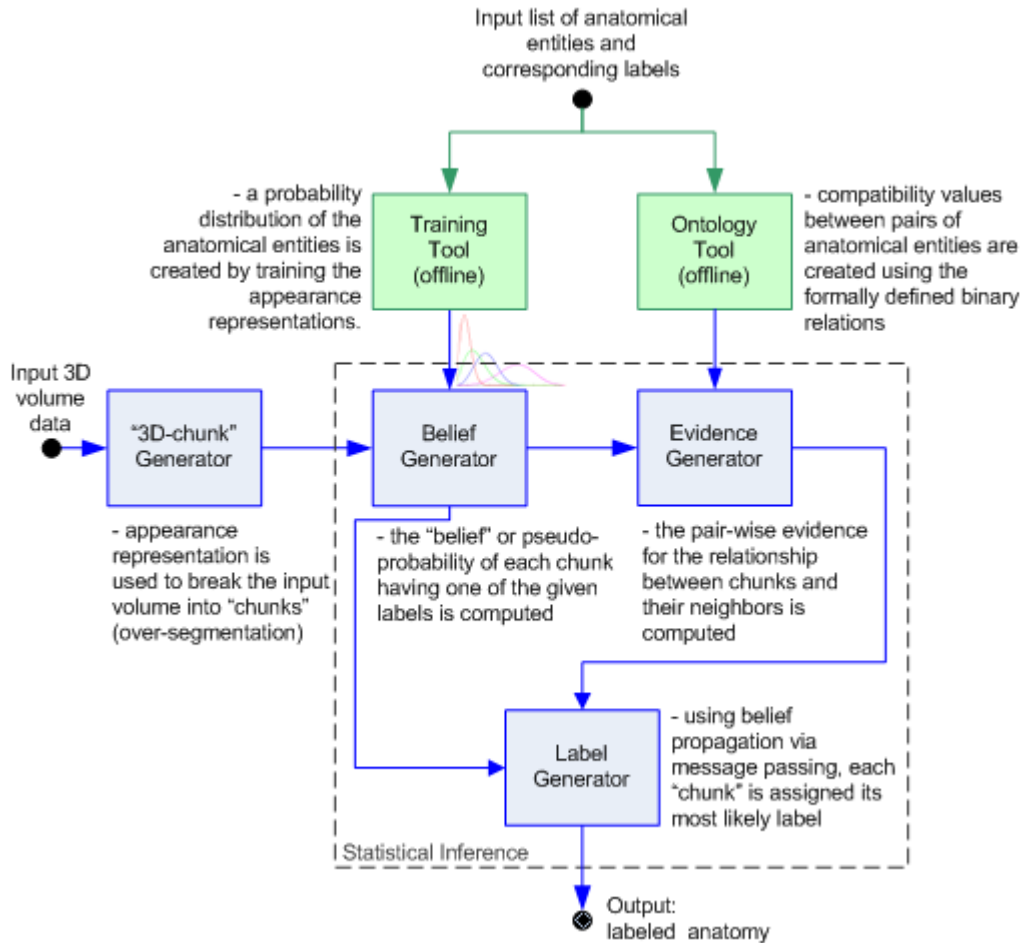 Input list of anatomical
entities and
corresponding labels
- a probability
distribution of the
anatomical entities is
created by training the
appearance
representations.
Training
Tool
(offline)
Ontology
Tool
(offline)
- compatibility values
between pairs of
anatomical entities are
created using the
formally defined binary
relations
Input 3D
volume
data
“3D-chunk”
Generator
Belief
Generator
Evidence
Generator
- appearance
representation is
used to break the input
volume into “chunks”
(over-segmentation)
- the “belief” or pseudo-
probability of each chunk
having one of the given
labels is computed
- the pair-wise evidence
for the relationship
between chunks and
their neighbors is
computed
Label
Generator
- using belief
propagation via
message passing, each
“chunk” is assigned its
most likely label
Statistical Inference
Output:
labeled anatomy